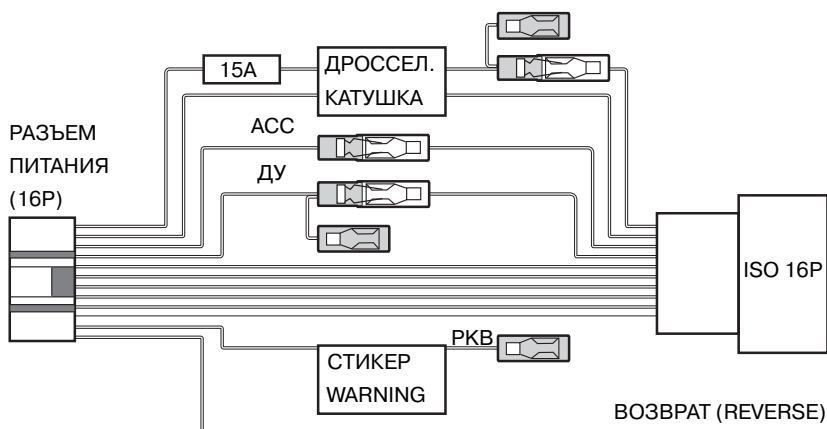 15A
ДРОССЕЛ.
КАТУШКА
РАЗЪЕМ
ПИТАНИЯ
(16P)
ACC
ДУ
ISO 16P
PKB
СТИКЕР
WARNING
ВОЗВРАТ (REVERSE)